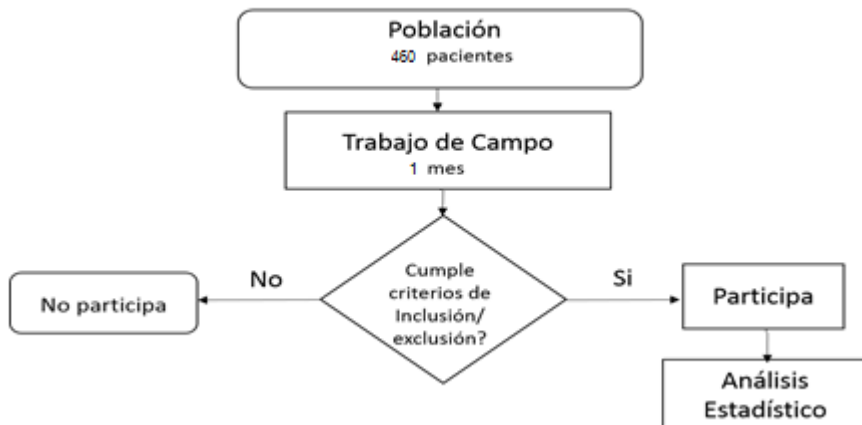 Población
460 pacientes
Trabajo de Campo
1 mes
No
Cumple
criterios de
Inclusión/
exclusión?
Si
No participa
Participa
Análisis
Estadístico